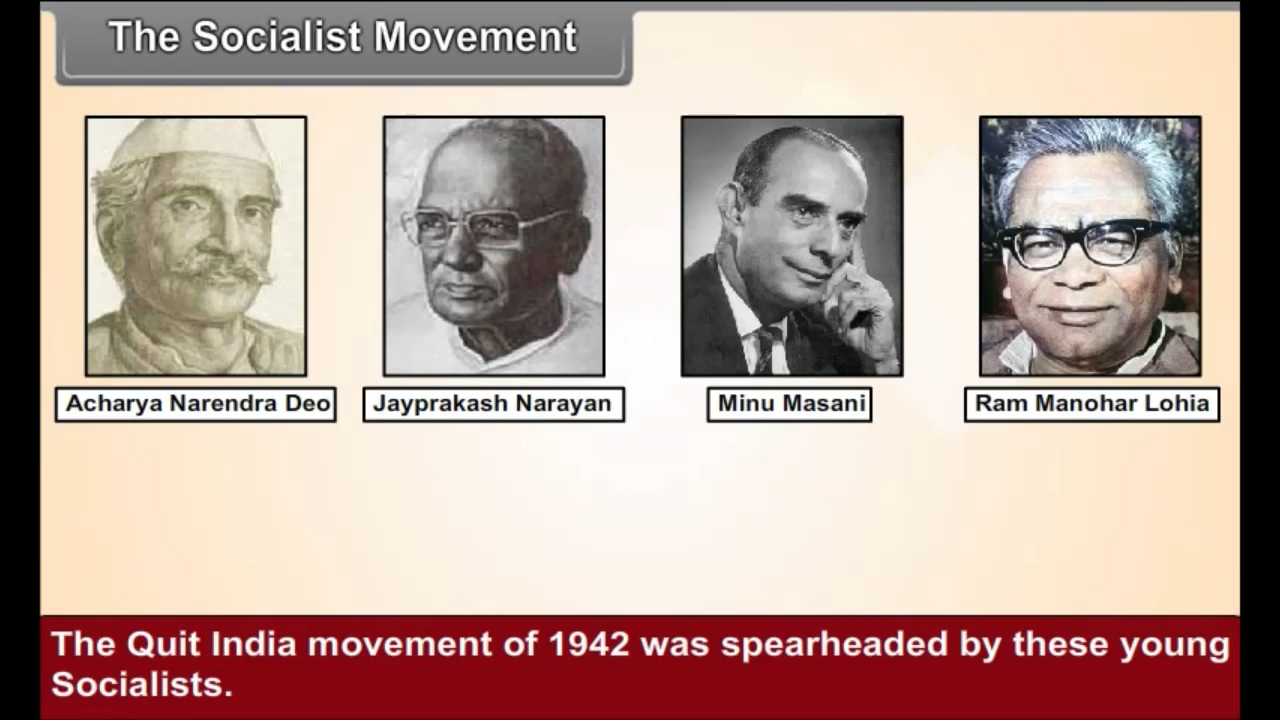 The Socialist Movement
Acharya Narendra Deo
Jayprakash Narayan
Minu Masani
Ram Manohar Lohia
The Quit India movement of 1942 was spearheaded by these young
Socialists.